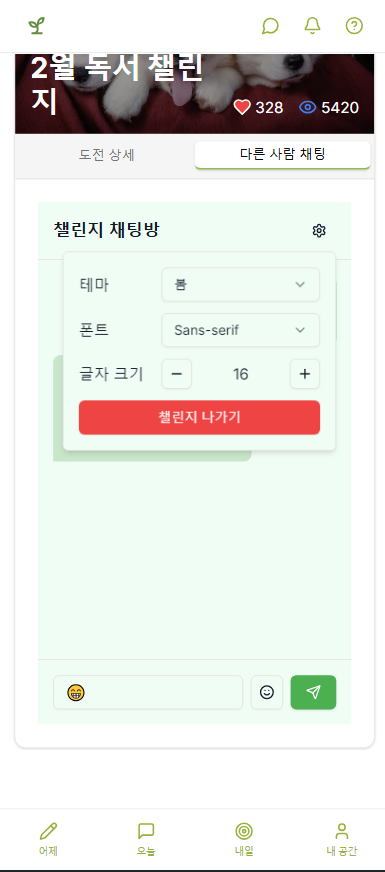 2월 독서 챌린
지
328
5420
도전 상세
다른 사람 채팅
챌린지 채팅방
테마
봄
폰트
Sans-serif
글자 크기
16
챌린지 나가기
어제
오늘
내일
내 공간